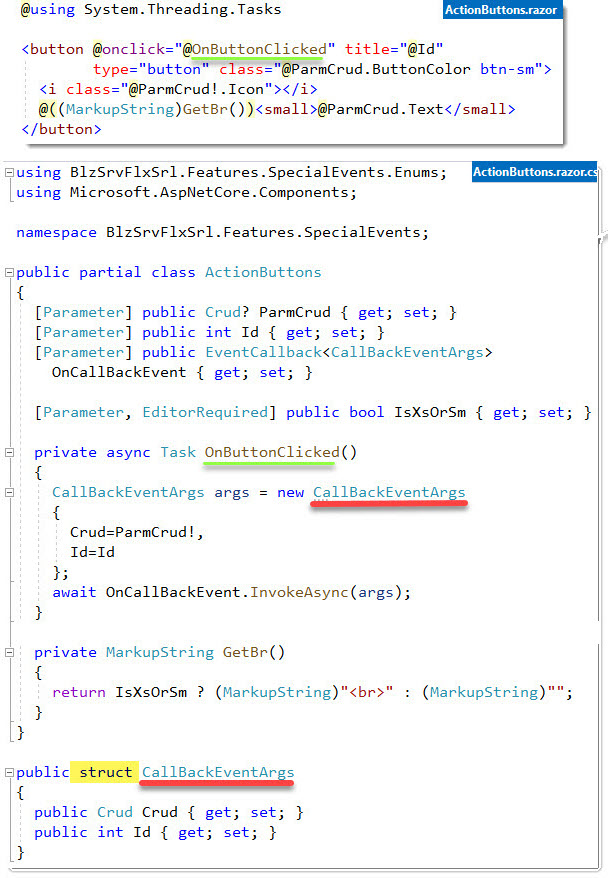 @using System.Threading.Tasks
ActionButtons.razor
<button @onclick="@OnButtonClicked" title="@Id"
type="button" class="@ParmCrud.ButtonColor btn-sm">
<i class="@ParmCrud!.Icon"></i>
@((MarkupString)GetBr())<small>@ParmCrud.Text</small>
</button>
using BlzSrvFlxSrl.Features.SpecialEvents.Enums;
ActionButtons.razor.cs
using Microsoft.AspNetCore.Components;
namespace BlzSrvFlxSrl.Features.SpecialEvents;
public partial class ActionButtons
{
[Parameter] public Crud? ParmCrud { get; set; }
[Parameter] public int Id { get; set; }
[Parameter] public EventCallback<CallBackEventArgs>
OnCallBackEvent { get; set; }
[Parameter, EditorRequired] public bool IsXsOrSm { get; set; }
private async Task OnButtonClicked()
{
CallBackEventArgs args = new CallBackEventArgs
{
Crud=ParmCrud!,
Id=Id
};
await OnCallBackEvent.InvokeAsync(args);
}
private MarkupString GetBr()
{
return IsXsOrSm ? (MarkupString)"<br>" : (MarkupString)"";
}
}
public struct CallBackEventArgs
{
public Crud Crud { get; set; }
public int Id { get; set; }
}